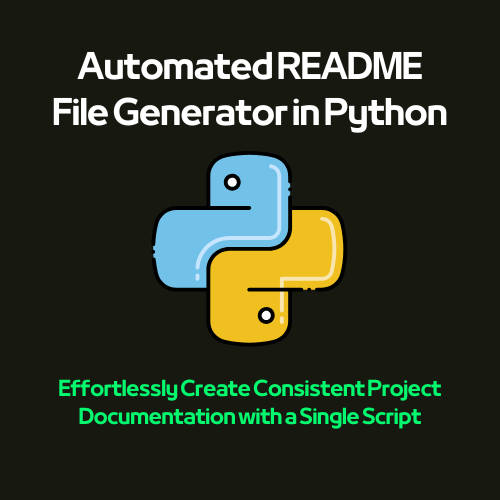 Automated README
File Generator in Python
Effortlessly Create Consistent Project
Documentation with a Single Script